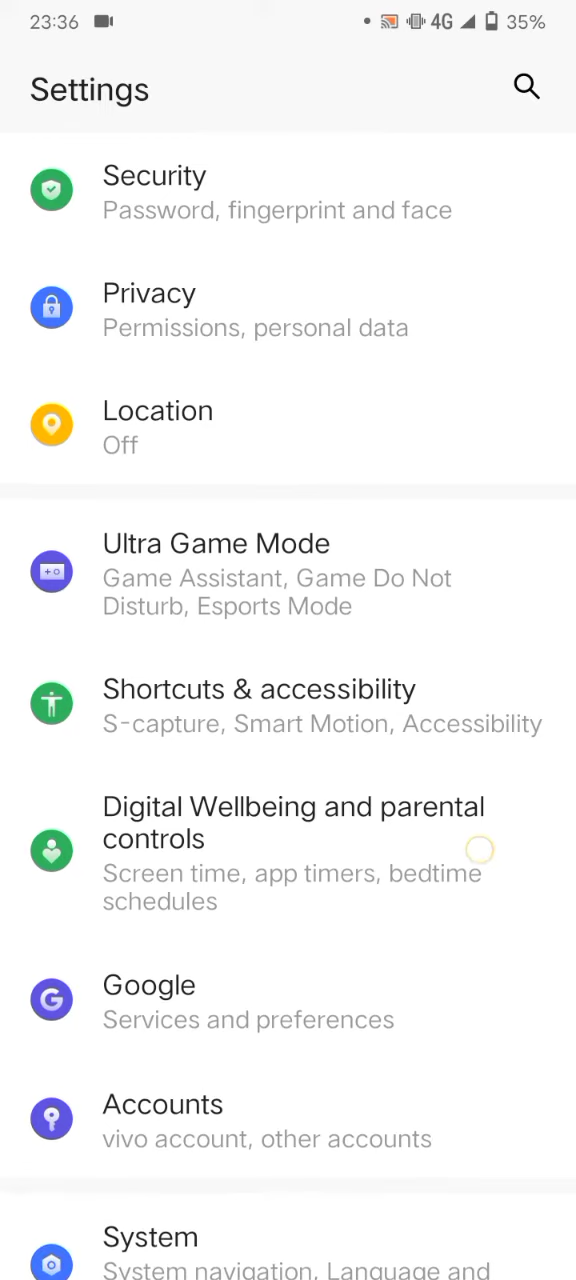 23:36 4G 35%
Settings
Security
Password, fingerprint and face
Privacy
Permissions, personal data
Location
Off
Ultra Game Mode
Game Assistant, Game Do Not
Disturb, Esports Mode
Shortcuts & accessibility
S-capture, Smart Motion, Accessibility
Digital Wellbeing and parental
controls
Screen time, app timers, bedtime
schedules
Google
Services and preferences
Accounts
vivo account, other accounts
System
System navigation, Language and